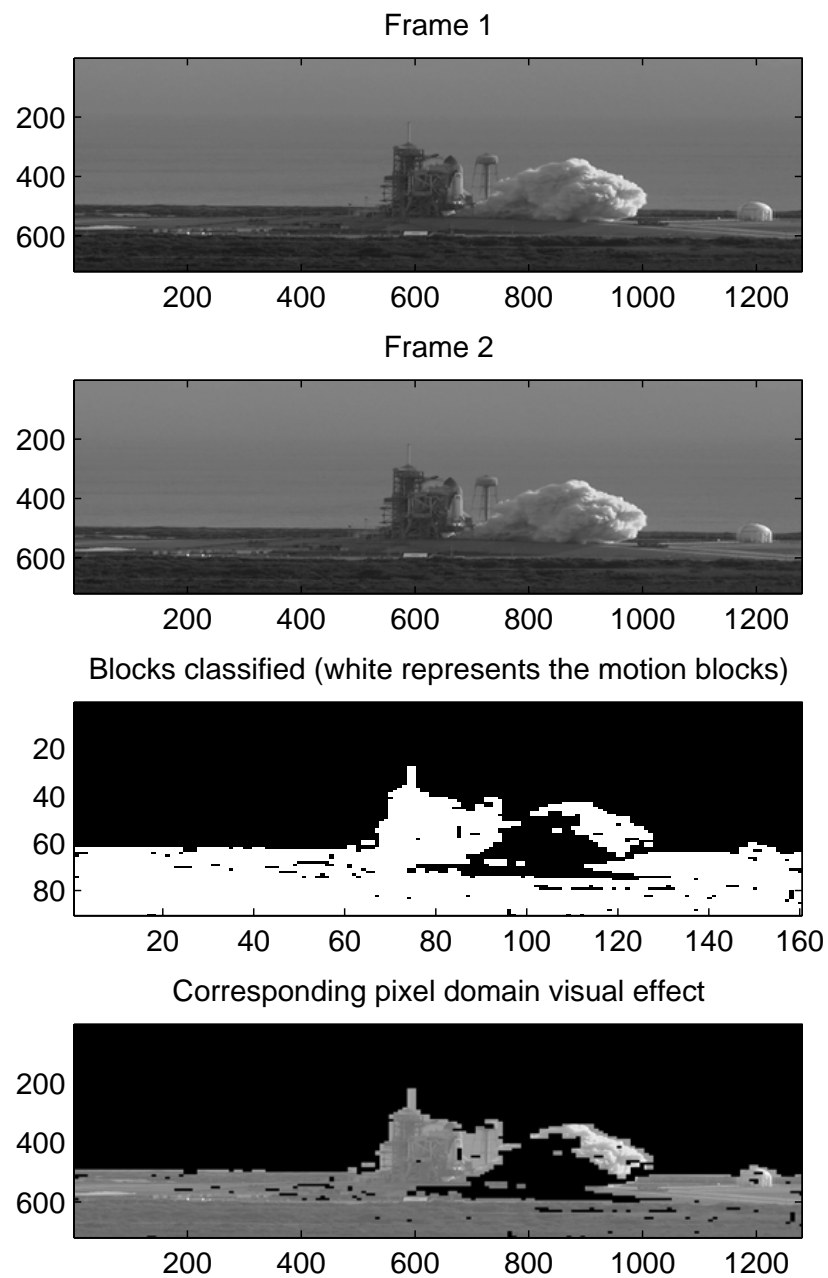 Frame 1
200
400
600
200 400 600 800 1000 1200
Frame 2
200
400
600
200 400 600 800 1000 1200
Blocks classified (white represents the motion blocks)
20
40
60
80
20 40 60 80 100 120 140 160
Corresponding pixel domain visual effect
200
400
600
200 400 600 800 1000 1200